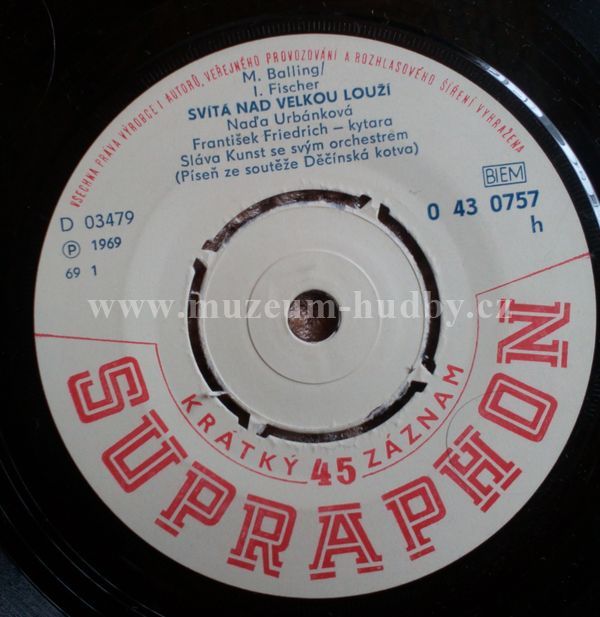 VŠECHNA PRÁVA VÝROBCE I AUTORŮ, VEŘEJNÉHO PROVOZOVÁNÍ A ROZHLASOVÉHO ŠÍŘENÍ VYHRAŽENA
M. Balling/
I. Fischer
SVÍTÁ NAD VELKOU LOUŽÍ
Naďa Urbánková
František Friedrich – kytara
Sláva Kunst se svým orchestrem
(Píseň ze soutěže Děčínská kotva)
BIEM
D 03479
0 43 0757
h
Ⓟ 1969
69 1
www.muzeum-hudby.cz
KRÁTKÝ 45 ZÁZNAM
SUPRAPHON